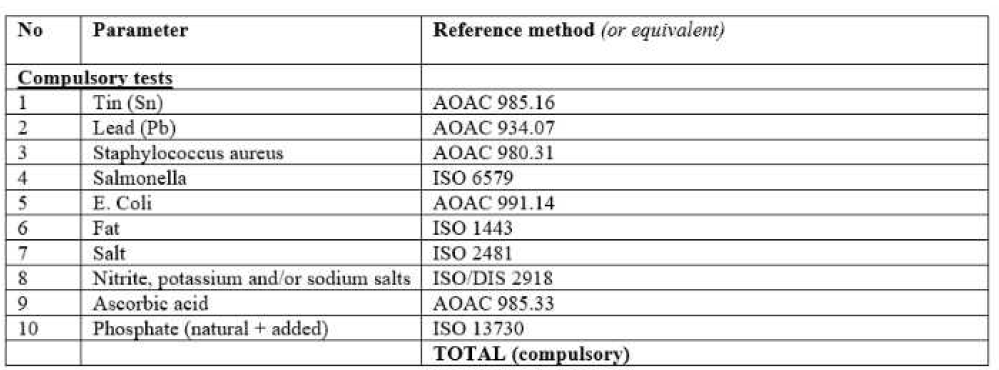 No Parameter Reference method (or equivalent)
Compulsory tests
1 Tin (Sn) AOAC 985.16
2 Lead (Pb) AOAC 934.07
3 Staphylococcus aureus AOAC 980.31
4 Salmonella ISO 6579
5 E. Coli AOAC 991.14
6 Fat ISO 1443
7 Salt ISO 2481
8 Nitrite, potassium and/or sodium salts ISO/DIS 2918
9 Ascorbic acid AOAC 985.33
10 Phosphate (natural + added) ISO 13730
TOTAL (compulsory)